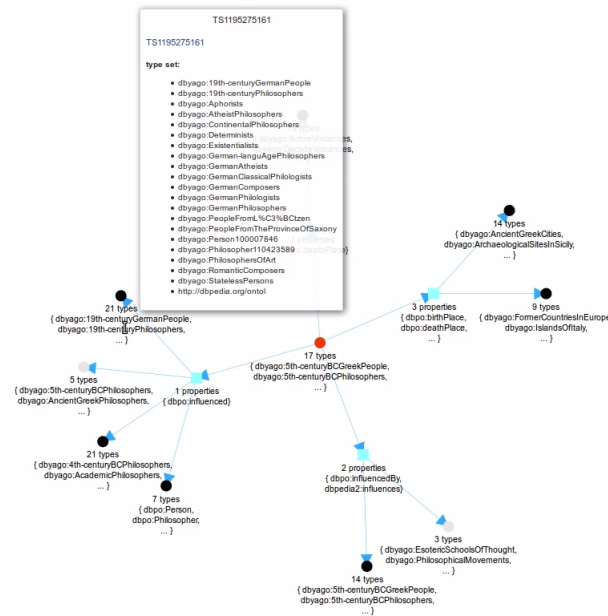 TS1195275161
TS1195275161
type set:
dbyago:19th-centuryGermanPeople
dbyago:19th-centuryPhilosophers
dbyago:Aphorists
dbyago:AtheistPhilosophers
dbyago:ContinentalPhilosophers
dbyago:Determinists
dbyago:Existentialists
dbyago:German-languAgePhilosophers
dbyago:GermanAtheists
dbyago:GermanClassicalPhilologists
dbyago:GermanComposers
dbyago:GermanPhilologists
dbyago:GermanPhilosophers
dbyago:PeopleFromL%C3%BCtzen
dbyago:PeopleFromTheProvinceOfSaxony
dbyago:Person100007846
dbyago:Philosopher110423589
dbyago:PhilosophersOfArt
dbyago:RomanticComposers
dbyago:StatelessPersons
http://dbpedia.org/ontol
14 types
{ dbyago:AncientGreekCities,
dbyago:ArchaeologicalSitesInSicily,
... }
3 properties
{ dbpo:birthPlace,
dbpo:deathPlace,
... }
9 types
{ dbyago:FormerCountriesInEurope
dbyago:IslandsOfItaly,
... }
21 types
{ dbyago:19th-centuryGermanPeople,
dbyago:19th-centuryPhilosophers,
... }
17 types
{ dbyago:5th-centuryBCGreekPeople,
dbyago:5th-centuryBCPhilosophers,
... }
5 types
{ dbyago:5th-centuryBCPhilosophers,
dbyago:AncientGreekPhilosophers,
... }
1 properties
{ dbpo:influenced}
21 types
{ dbyago:4th-centuryBCPhilosophers,
dbyago:AcademicPhilosophers,
... }
7 types
{ dbpo:Person,
dbpo:Philosopher,
... }
2 properties
{ dbpo:influencedBy,
dbpedia2:influences}
3 types
{ dbyago:EsotericSchoolsOfThought,
dbyago:PhilosophicalMovements,
... }
14 types
{ dbyago:5th-centuryBCGreekPeople,
dbyago:5th-centuryBCPhilosophers,
... }